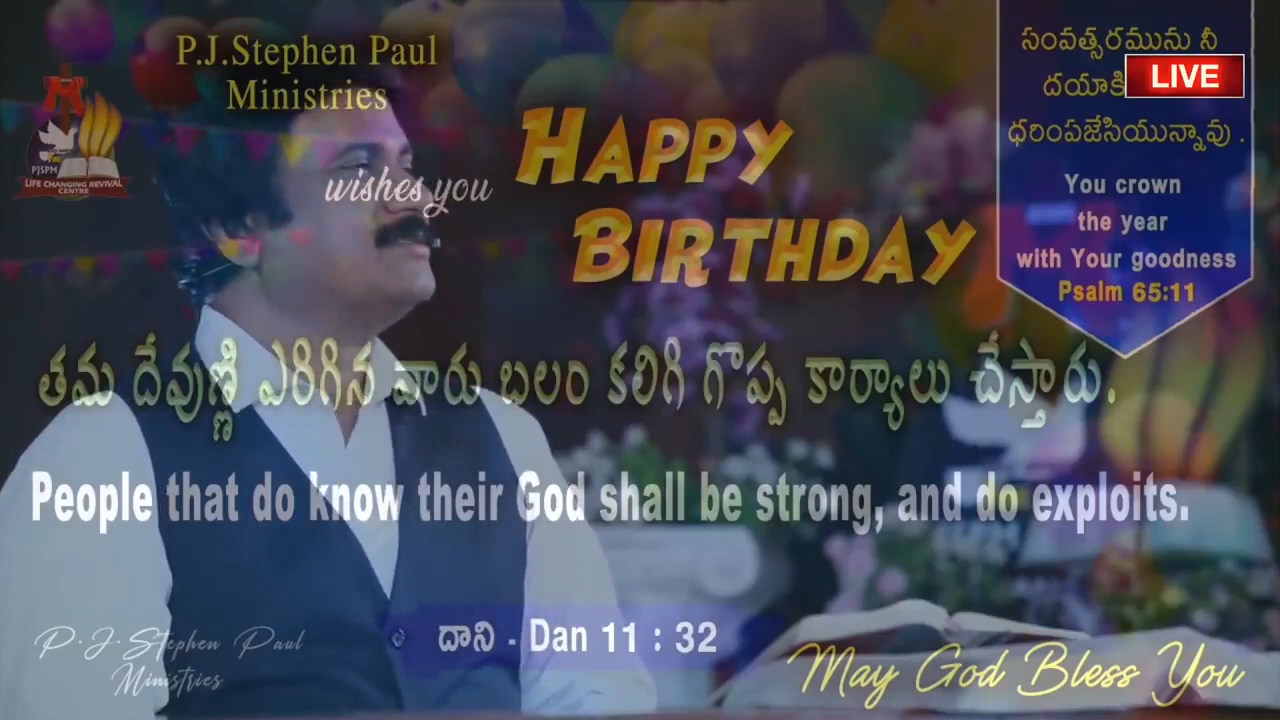 P.J.Stephen Paul
Ministries
wishes you
HAPPY
BIRTHDAY
PJSPM
LIFE CHANGING REVIVAL
CENTRE
సంవత్సరమును నీ
దయాకి
LIVE
ధరింపజేసియున్నావు .
You crown
the year
with Your goodness
Psalm 65:11
తమ దేవుణ్ణి ఎరిగిన వారు బలం కలిగి గొప్ప కార్యాలు చేస్తారు.
People that do know their God shall be strong, and do exploits.
దాని - Dan 11 : 32
P.J.Stephen Paul
Ministries
May God Bless You